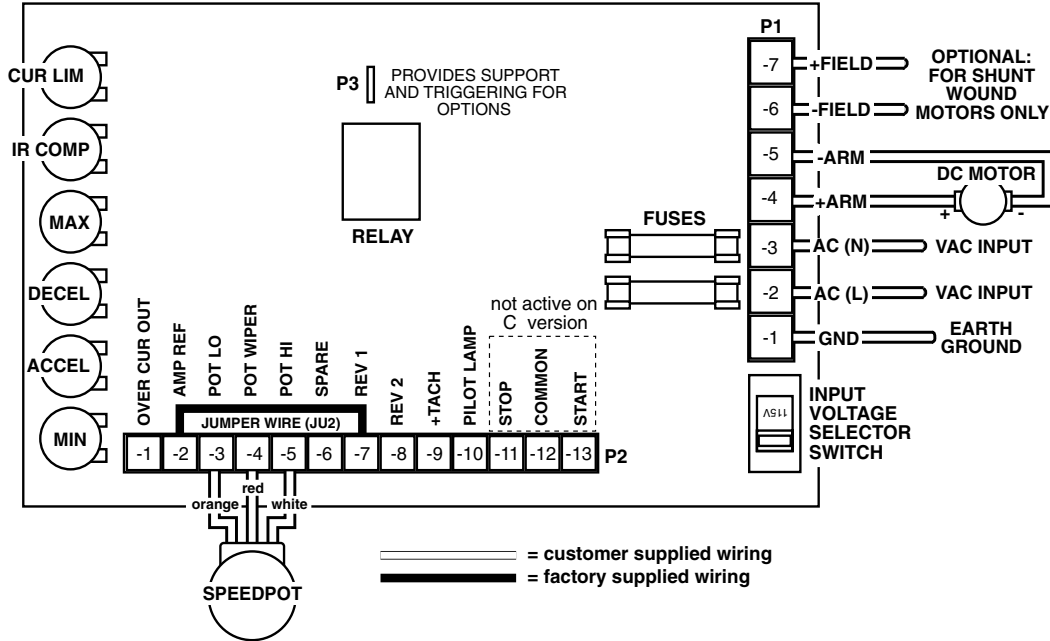 CUR LIM
IR COMP
MAX
DECEL
ACCEL
MIN
P3
PROVIDES SUPPORT
AND TRIGGERING FOR
OPTIONS
RELAY
FUSES
not active on
C version
P1
-7
+FIELD
-6
-FIELD
-5
-ARM
-4
+ARM
-3
AC (N)
-2
AC (L)
-1
GND
OPTIONAL:
FOR SHUNT
WOUND
MOTORS ONLY
DC MOTOR
+
-
VAC INPUT
VAC INPUT
EARTH
GROUND
115V
INPUT
VOLTAGE
SELECTOR
SWITCH
OVER CUR OUT
AMP REF
POT LO
POT WIPER
POT HI
SPARE
REV 1
REV 2
+TACH
PILOT LAMP
STOP
COMMON
START
JUMPER WIRE (JU2)
-1 -2 -3 -4 -5 -6 -7 -8 -9 -10 -11 -12 -13
P2
orange
red
white
SPEEDPOT
= customer supplied wiring
= factory supplied wiring